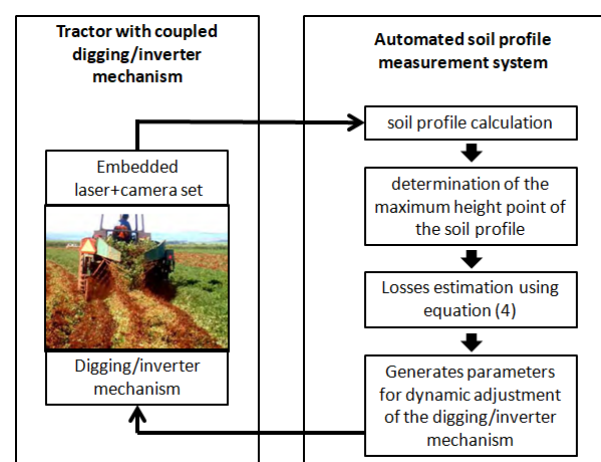 Tractor with coupled
digging/inverter
mechanism
Embedded
laser+camera set
Digging/inverter
mechanism
Automated soil profile
measurement system
soil profile calculation
determination of the
maximum height point of
the soil profile
Losses estimation using
equation (4)
Generates parameters
for dynamic adjustment
of the digging/inverter
mechanism